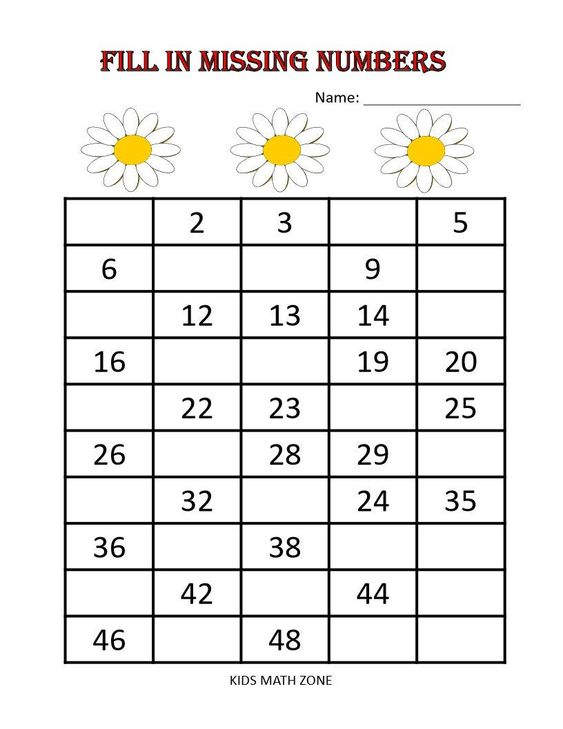 FILL IN MISSING NUMBERS
Name: ____________________
2 3 5
6 9
12 13 14
16 19 20
22 23 25
26 28 29
32 24 35
36 38
42 44
46 48
KIDS MATH ZONE